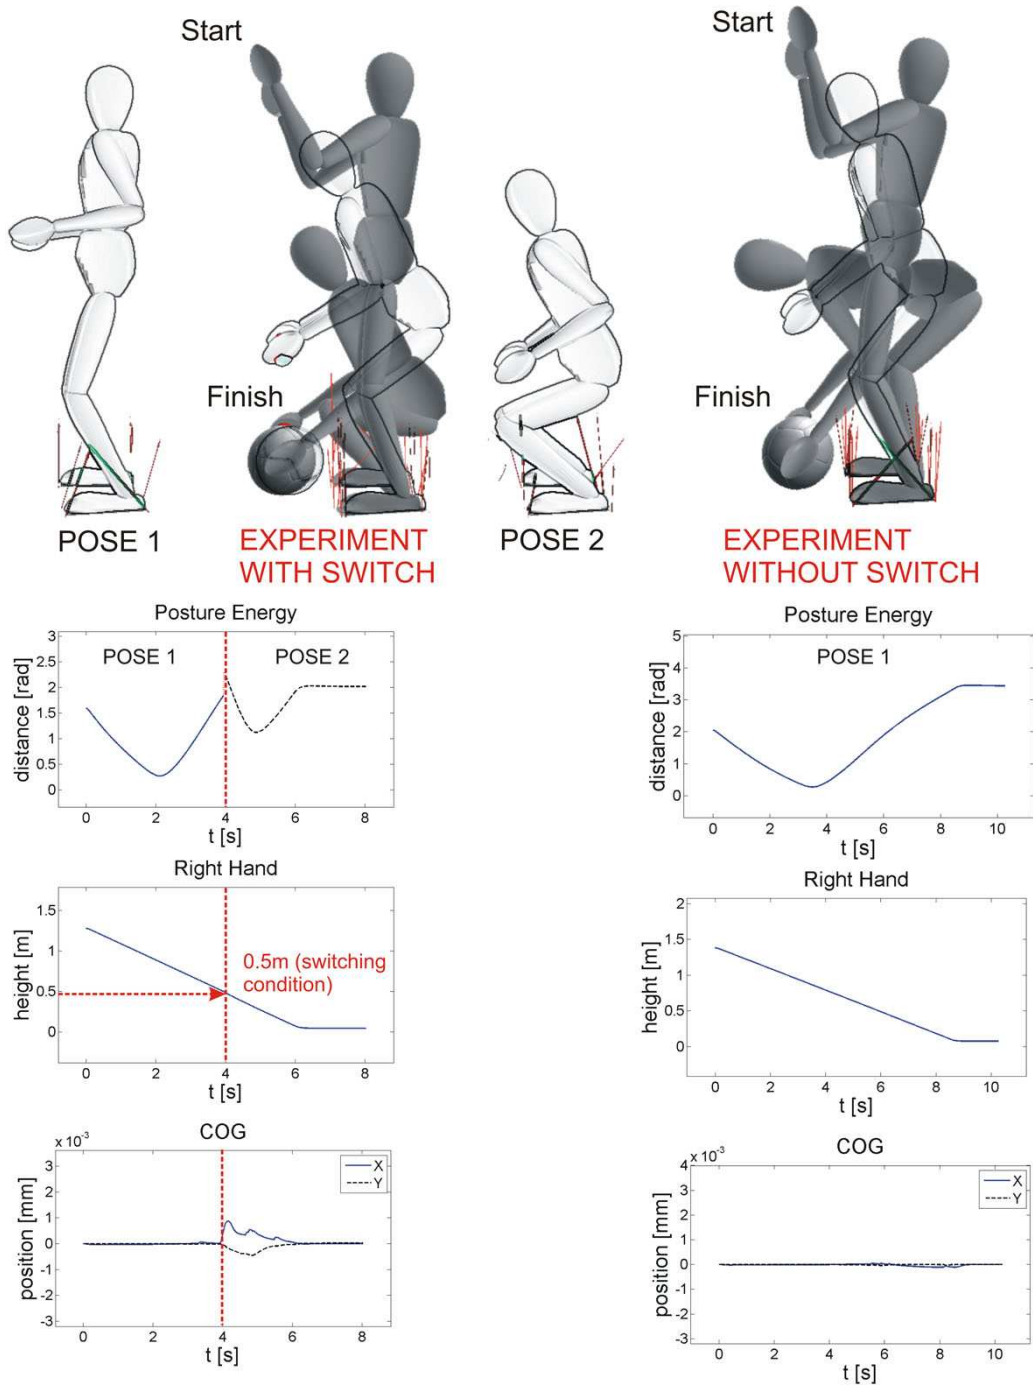 Start
Start
Finish
Finish
POSE 1
EXPERIMENT
WITH SWITCH
POSE 2
EXPERIMENT
WITHOUT SWITCH
Posture Energy
POSE 1
POSE 2
distance [rad]
3
2.5
2
1.5
1
0.5
0
0 2 4 6 8
t [s]
Posture Energy
POSE 1
distance [rad]
5
4
3
2
1
0
0 2 4 6 8 10
t [s]
Right Hand
height [m]
1.5
1
0.5
0
0.5m (switching
condition)
0 2 4 6 8
t [s]
Right Hand
height [m]
2
1.5
1
0.5
0
0 2 4 6 8 10
t [s]
COG
x 10⁻³
position [mm]
3
2
1
0
-1
-2
-3
X
Y
0 2 4 6 8
t [s]
COG
x 10⁻³
position [mm]
4
3
2
1
0
-1
-2
-3
X
Y
0 2 4 6 8 10
t [s]